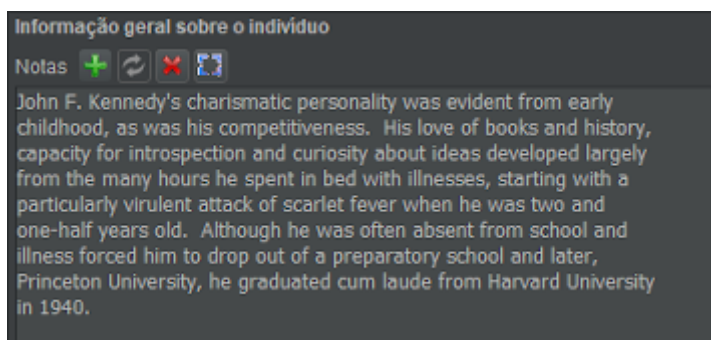 Informação geral sobre o indivíduo
Notas
John F. Kennedy's charismatic personality was evident from early
childhood, as was his competitiveness.  His love of books and history,
capacity for introspection and curiosity about ideas developed largely
from the many hours he spent in bed with illnesses, starting with a
particularly virulent attack of scarlet fever when he was two and
one-half years old.  Although he was often absent from school and
illness forced him to drop out of a preparatory school and later,
Princeton University, he graduated cum laude from Harvard University
in 1940.